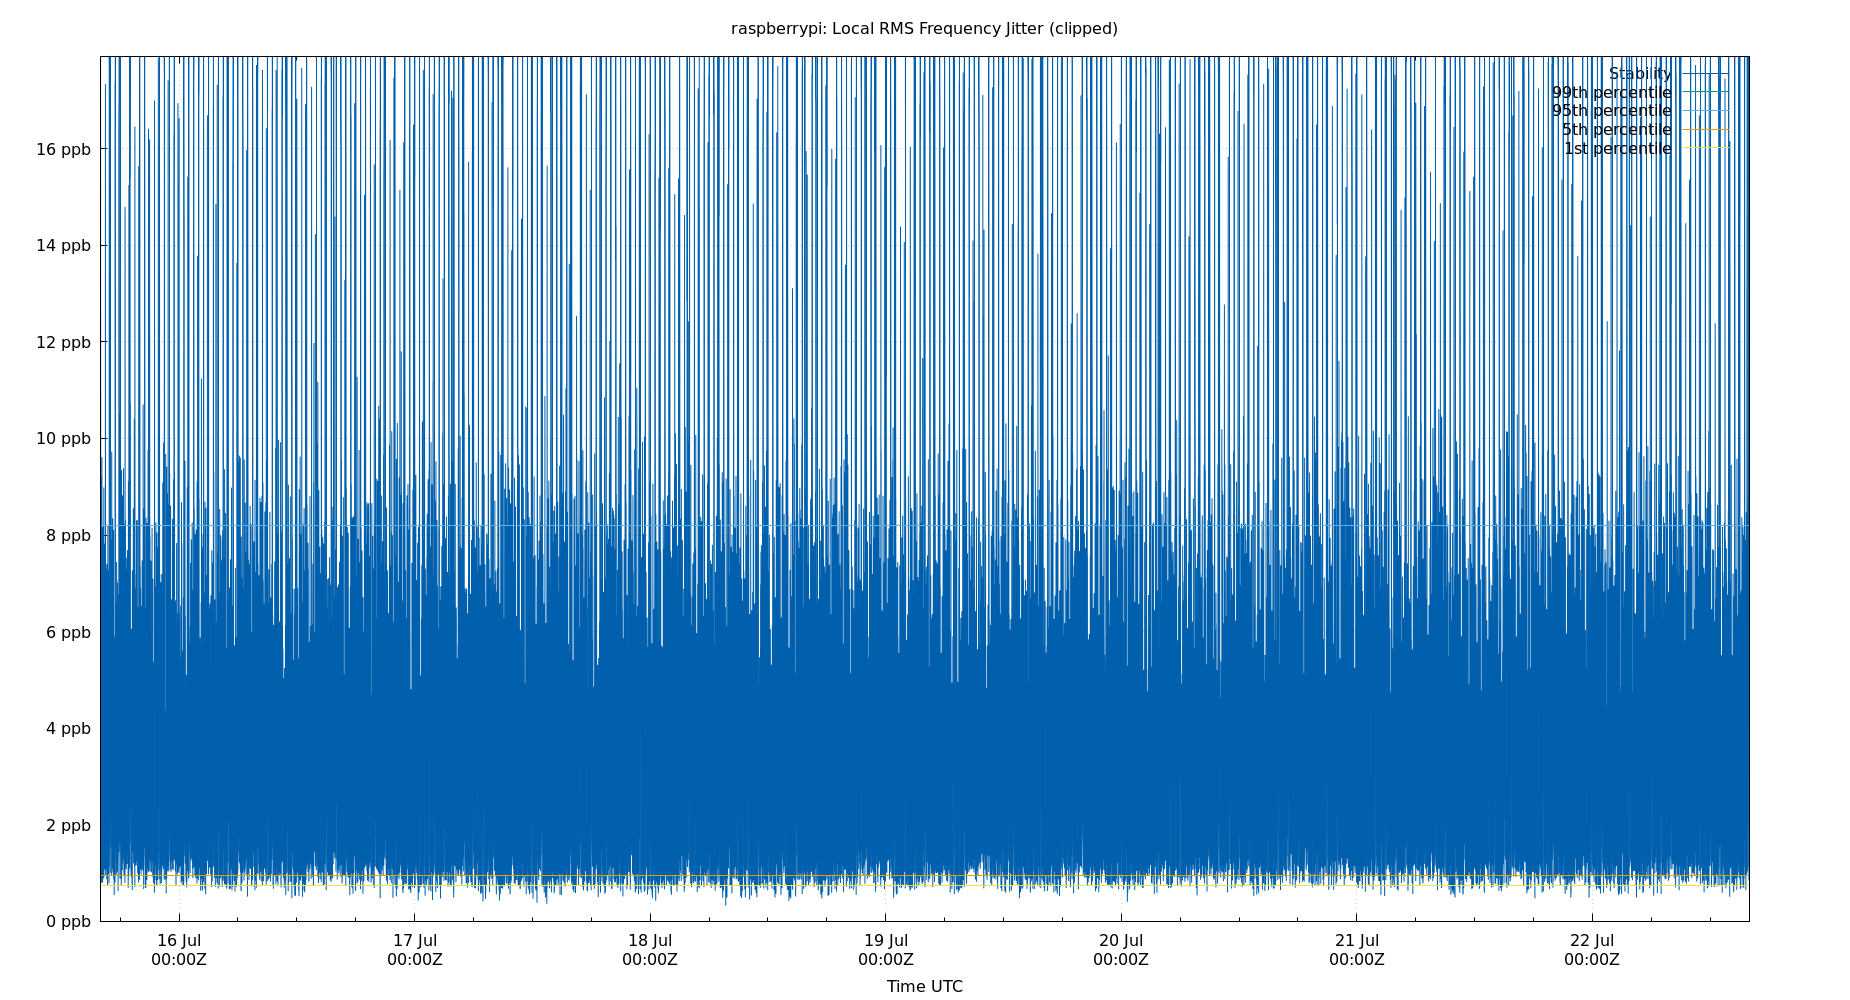 raspberrypi: Local RMS Frequency Jitter (clipped)
Stability
99th percentile
95th percentile
5th percentile
1st percentile
16 ppb
14 ppb
12 ppb
10 ppb
8 ppb
6 ppb
4 ppb
2 ppb
0 ppb
16 Jul 17 Jul 18 Jul 19 Jul 20 Jul 21 Jul 22 Jul
00:00Z 00:00Z 00:00Z 00:00Z 00:00Z 00:00Z 00:00Z
Time UTC